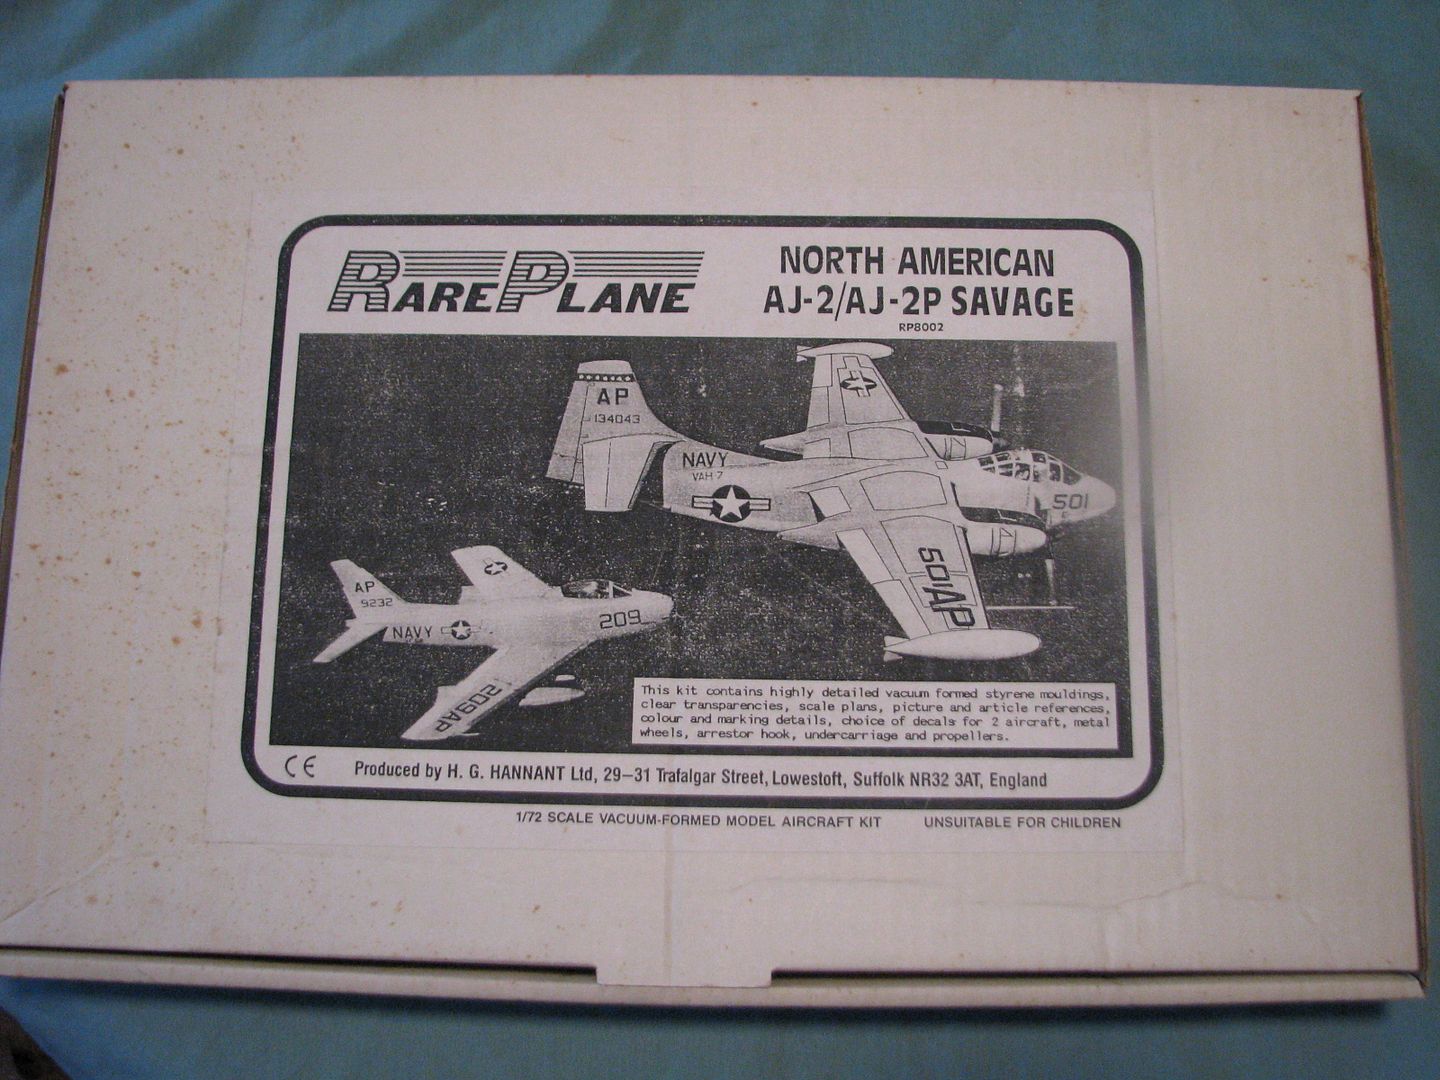 RARE PLANE
NORTH AMERICAN
AJ-2/AJ-2P SAVAGE
RP8002
AP
134043
NAVY
VAH 7
501
501AP
AP
9232
NAVY
209
209AP
This kit contains highly detailed vacuum formed styrene mouldings,
clear transparencies, scale plans, picture and article references,
colour and marking details, choice of decals for 2 aircraft, metal
wheels, arrestor hook, undercarriage and propellers.
CE Produced by H. G. HANNANT Ltd, 29–31 Trafalgar Street, Lowestoft, Suffolk NR32 3AT, England
1/72 SCALE VACUUM-FORMED MODEL AIRCRAFT KIT UNSUITABLE FOR CHILDREN